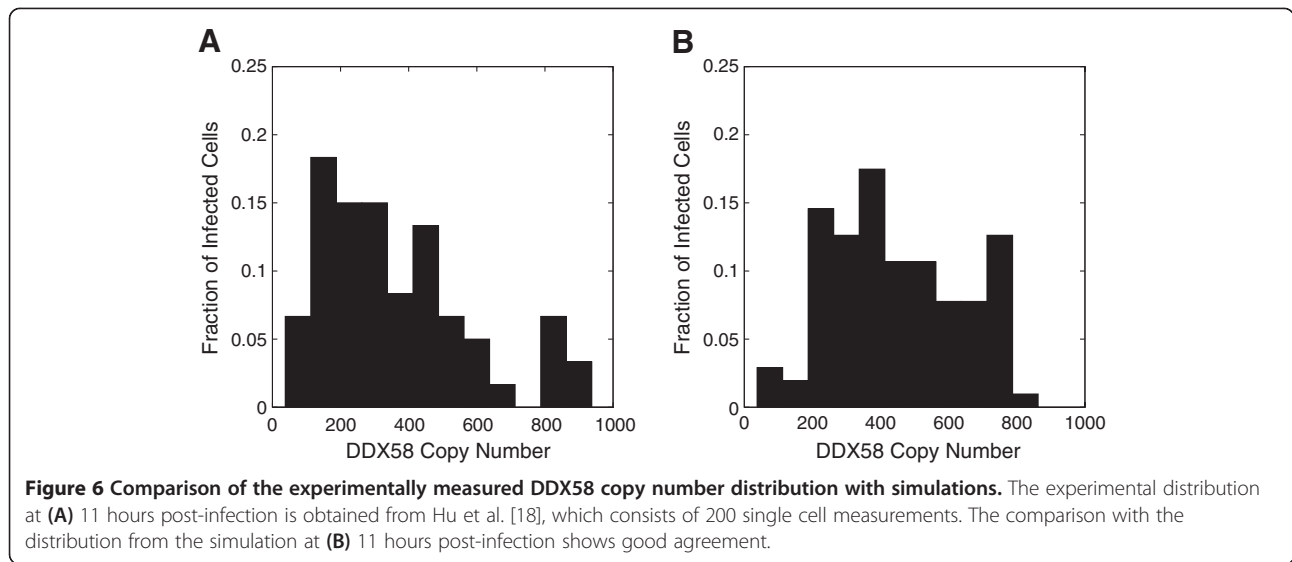 A
B
0.25
0.2
0.15
0.1
0.05
0
Fraction of Infected Cells
0 200 400 600 800 1000
DDX58 Copy Number
0.25
0.2
0.15
0.1
0.05
0
Fraction of Infected Cells
0 200 400 600 800 1000
DDX58 Copy Number
Figure 6 Comparison of the experimentally measured DDX58 copy number distribution with simulations. The experimental distribution
at (A) 11 hours post-infection is obtained from Hu et al. [18], which consists of 200 single cell measurements. The comparison with the
distribution from the simulation at (B) 11 hours post-infection shows good agreement.